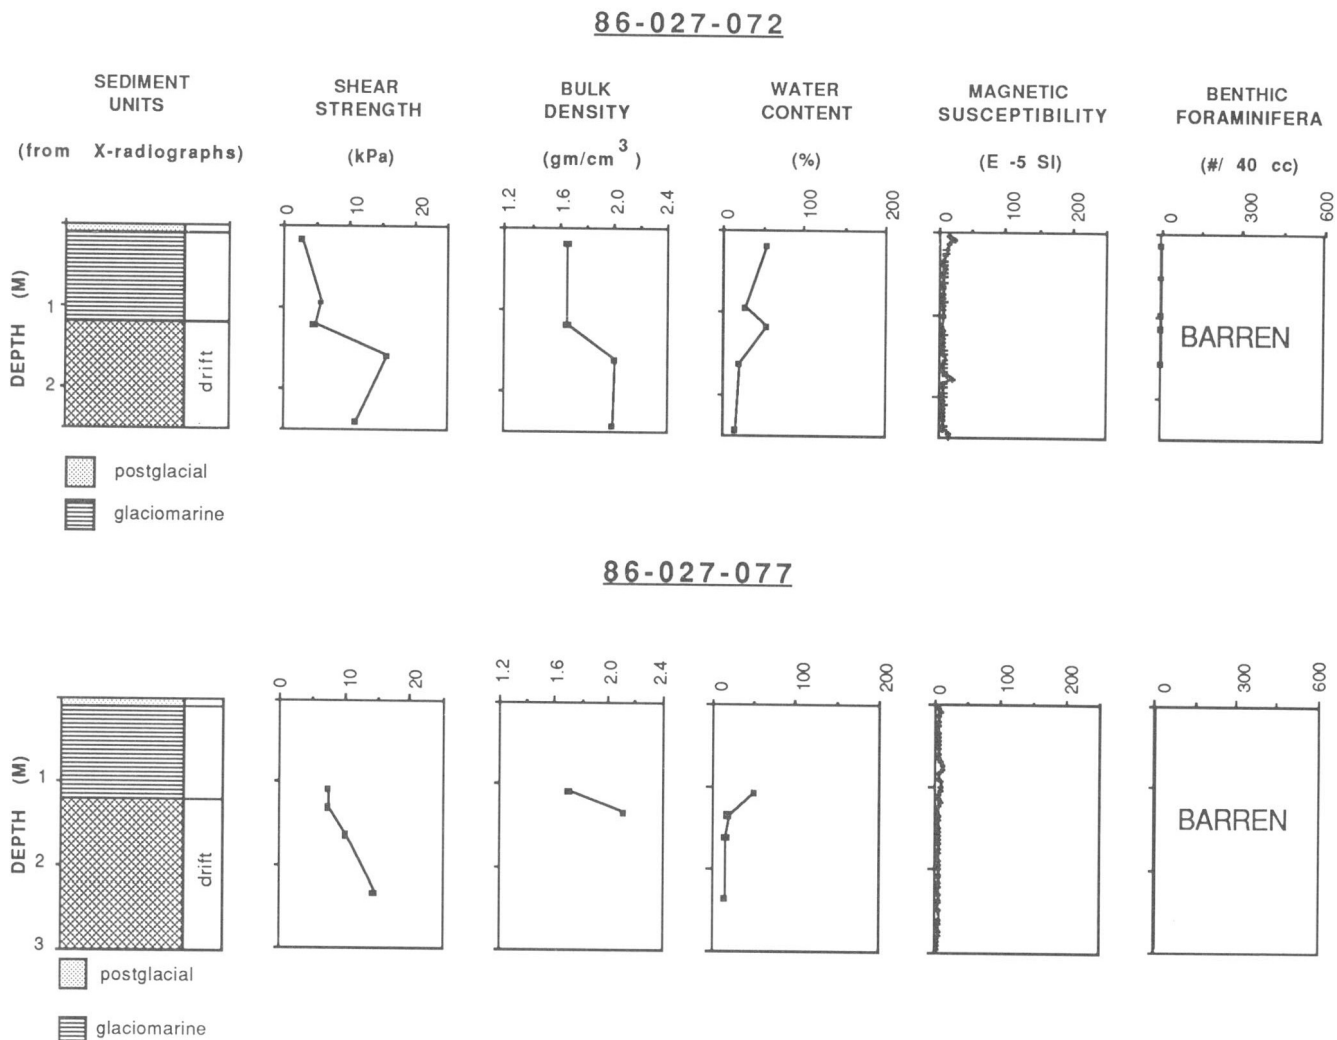 86-027-072
SEDIMENT
UNITS
(from X-radiographs)
SHEAR
STRENGTH
(kPa)
BULK
DENSITY
(gm/cm³)
WATER
CONTENT
(%)
MAGNETIC
SUSCEPTIBILITY
(E -5 SI)
BENTHIC
FORAMINIFERA
(#/ 40 cc)
0 10 20
1.2 1.6 2.0 2.4
0 100 200
0 100 200
0 300 600
DEPTH (M)
1
2
drift
BARREN
postglacial
glaciomarine
86-027-077
0 10 20
1.2 1.6 2.0 2.4
0 100 200
0 100 200
0 300 600
DEPTH (M)
1
2
3
drift
BARREN
postglacial
glaciomarine